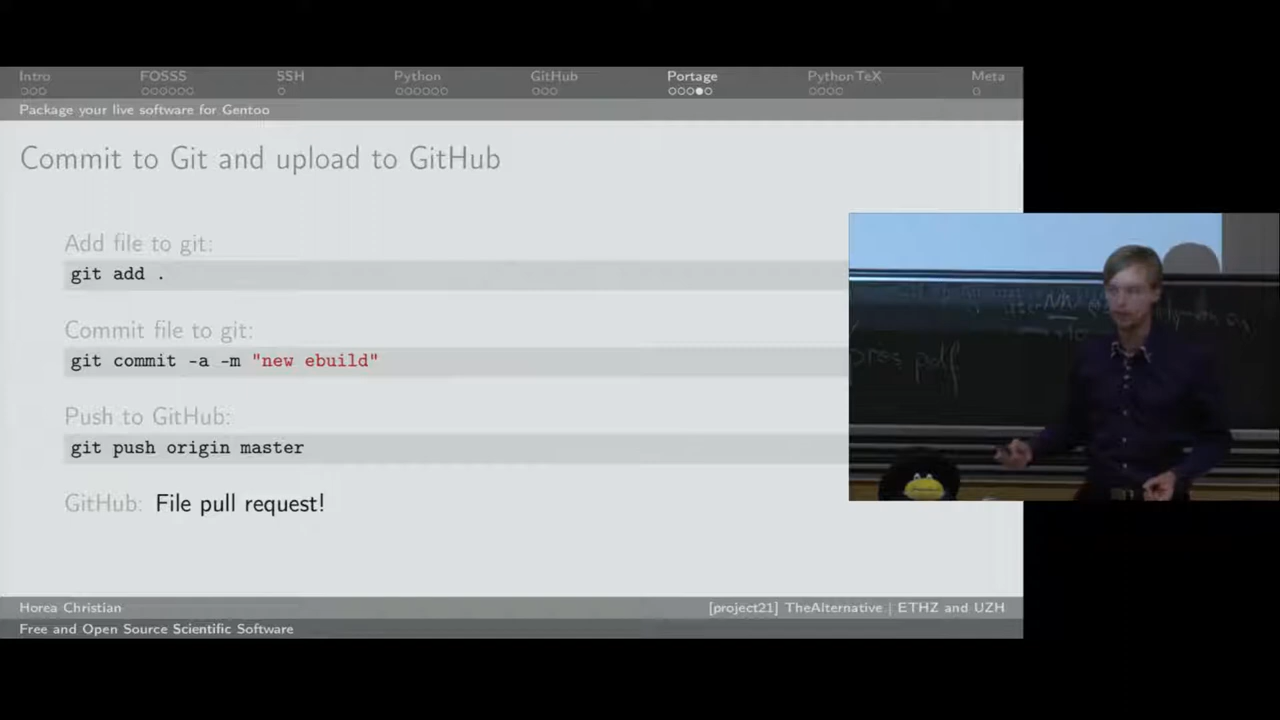 Intro FOSSS SSH Python GitHub Portage PythonTeX Meta
Package your live software for Gentoo
Commit to Git and upload to GitHub
Add file to git:
git add .
Commit file to git:
git commit -a -m "new ebuild"
Push to GitHub:
git push origin master
GitHub: File pull request!
pdf
Horea Christian [project21] TheAlternative | ETHZ and UZH
Free and Open Source Scientific Software